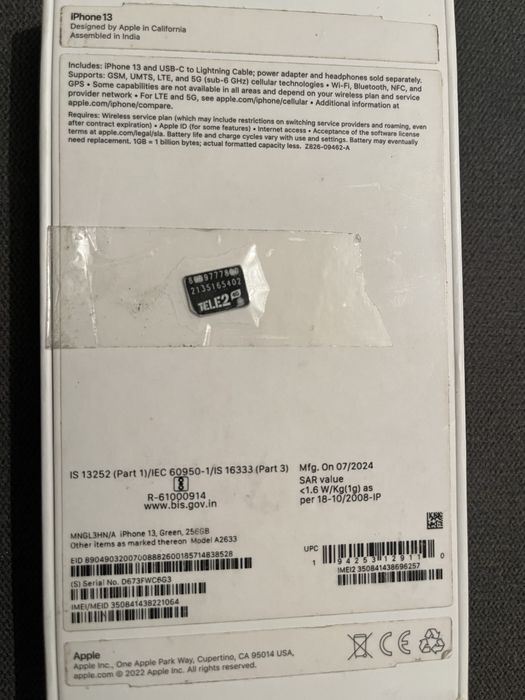 iPhone 13
Designed by Apple in California
Assembled in India
Includes: iPhone 13 and USB-C to Lightning Cable; power adapter and headphones sold separately.
Supports: GSM, UMTS, LTE, and 5G (sub-6 GHz) cellular technologies • Wi-Fi, Bluetooth, NFC, and
GPS • Some capabilities are not available in all areas and depend on your wireless plan and service
provider network • For LTE and 5G, see apple.com/iphone/cellular • Additional information at
apple.com/iphone/compare.
Requires: Wireless service plan (which may include restrictions on switching service providers and roaming, even
after contract expiration) • Apple ID (for some features) • Internet access • Acceptance of the software license
terms at apple.com/legal/sla. Battery life and charge cycles vary with use and settings. Battery may eventually
need replacement. 1GB = 1 billion bytes; actual formatted capacity less. Z826-09462-A
2135165402
TELE2
IS 13252 (Part 1)/IEC 60950-1/IS 16333 (Part 3)
R-61000914
www.bis.gov.in
Mfg. On 07/2024
SAR value
<1.6 W/Kg(1g) as
per 18-10/2008-IP
MNGL3HN/A iPhone 13, Green, 256GB
Other items as marked thereon Model A2633
EID 89049032007008882600185714838528
(S) Serial No. D673FWC6G3
IMEI/MEID 350841438221064
UPC
1 94253 12911 0
IMEI2 350841438696257
Apple
Apple Inc., One Apple Park Way, Cupertino, CA 95014 USA.
apple.com © 2022 Apple Inc. All rights reserved.
CE